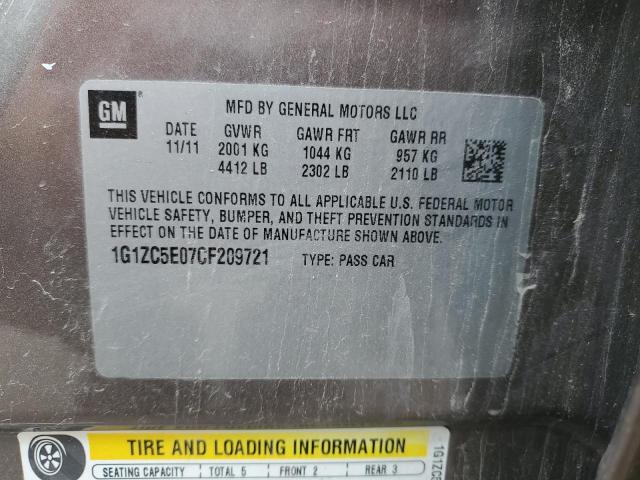 GM ®
MFD BY GENERAL MOTORS LLC
DATE GVWR GAWR FRT GAWR RR
11/11 2001 KG 1044 KG 957 KG
4412 LB 2302 LB 2110 LB
THIS VEHICLE CONFORMS TO ALL APPLICABLE U.S. FEDERAL MOTOR
VEHICLE SAFETY, BUMPER, AND THEFT PREVENTION STANDARDS IN
EFFECT ON THE DATE OF MANUFACTURE SHOWN ABOVE.
1G1ZC5E07CF209721 TYPE: PASS CAR
TIRE AND LOADING INFORMATION
SEATING CAPACITY TOTAL 5 FRONT 2 REAR 3
1G1ZC5